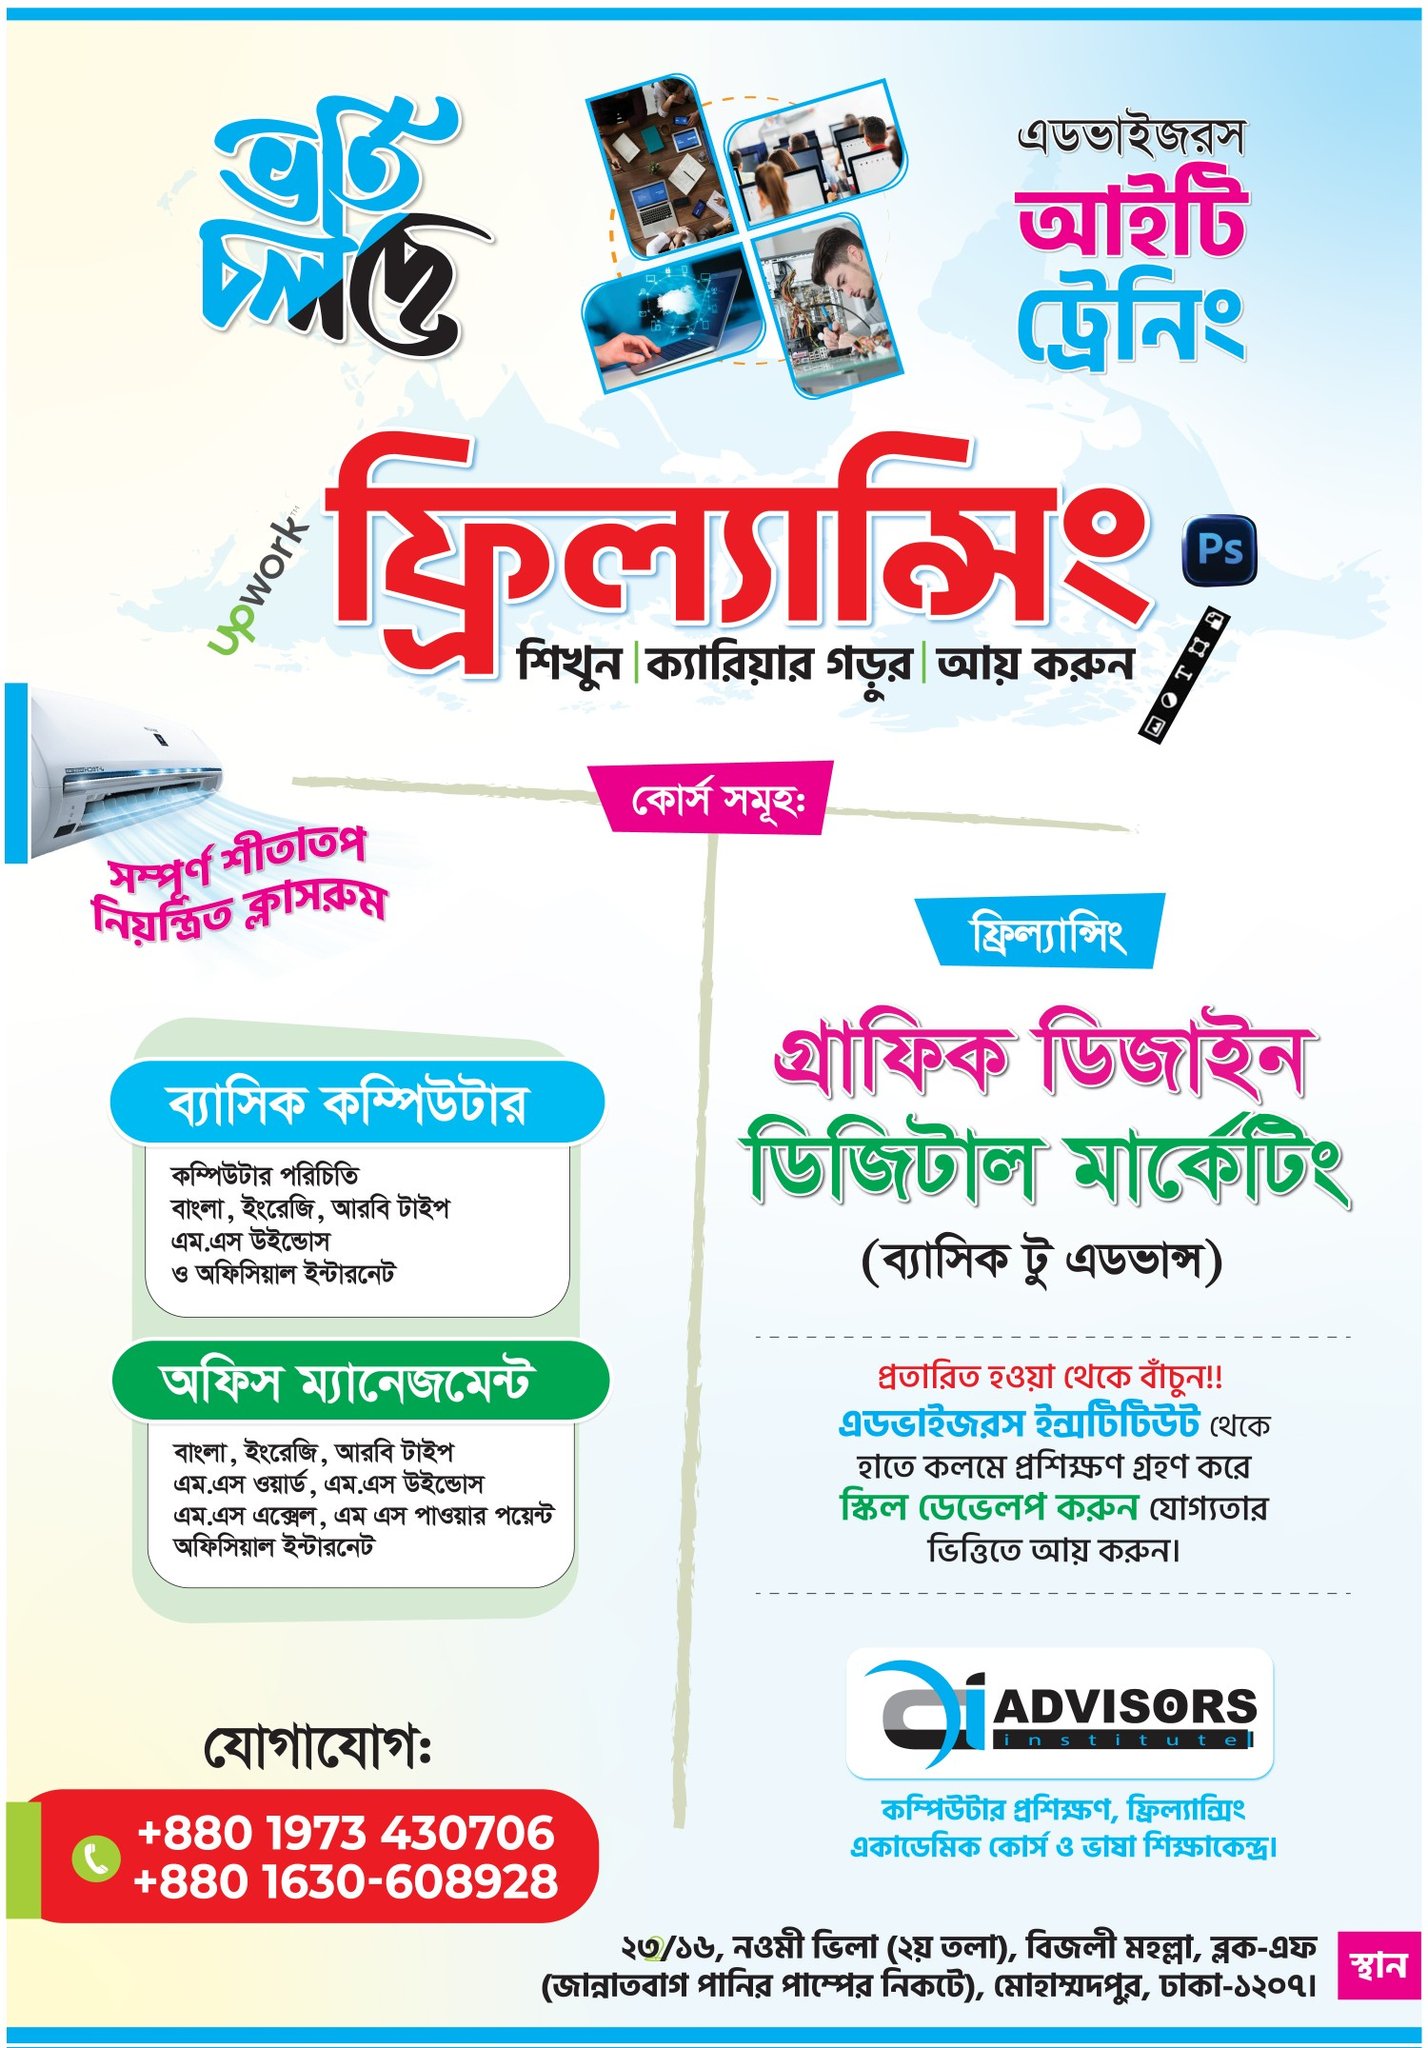 ভর্তি
চলছে
এডভাইজরস
আইটি
ট্রেনিং
upwork™
ফ্রিল্যান্সিং
Ps
শিখুন | ক্যারিয়ার গড়ুর | আয় করুন
T
সম্পূর্ণ শীতাতপ
নিয়ন্ত্রিত ক্লাসরুম
কোর্স সমূহ:
ব্যাসিক কম্পিউটার
কম্পিউটার পরিচিতি
বাংলা, ইংরেজি, আরবি টাইপ
এম.এস উইন্ডোস
ও অফিসিয়াল ইন্টারনেট
অফিস ম্যানেজমেন্ট
বাংলা, ইংরেজি, আরবি টাইপ
এম.এস ওয়ার্ড, এম.এস উইন্ডোস
এম.এস এক্সেল, এম এস পাওয়ার পয়েন্ট
অফিসিয়াল ইন্টারনেট
ফ্রিল্যান্সিং
গ্রাফিক ডিজাইন
ডিজিটাল মার্কেটিং
(ব্যাসিক টু এডভান্স)
প্রতারিত হওয়া থেকে বাঁচুন!!
এডভাইজরস ইন্সটিটিউট থেকে
হাতে কলমে প্রশিক্ষণ গ্রহণ করে
স্কিল ডেভেলপ করুন যোগ্যতার
ভিত্তিতে আয় করুন।
ai ADVISORS
institute
কম্পিউটার প্রশিক্ষণ, ফ্রিল্যান্সিং
একাডেমিক কোর্স ও ভাষা শিক্ষাকেন্দ্র।
যোগাযোগ:
+880 1973 430706
+880 1630-608928
নওমী ভিলা (২য় তলা), বিজলী মহল্লা, ব্লক-এফ
(জান্নাতবাগ পানির পাম্পের নিকটে), মোহাম্মদপুর, ঢাকা-১২০৭।
স্থান